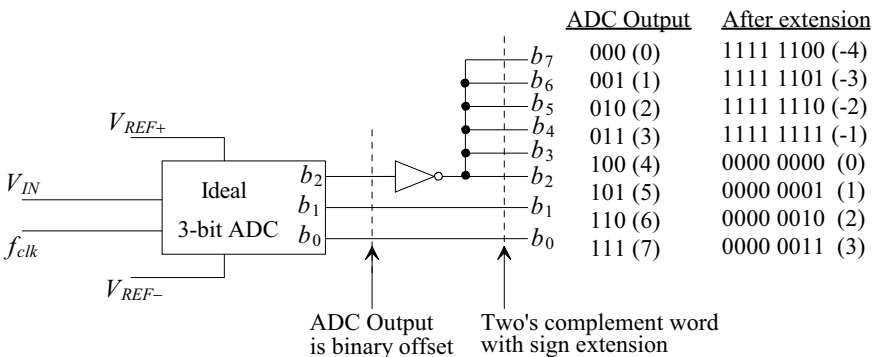 ADC Output After extension
000 (0) 1111 1100 (-4)
001 (1) 1111 1101 (-3)
010 (2) 1111 1110 (-2)
011 (3) 1111 1111 (-1)
100 (4) 0000 0000 (0)
101 (5) 0000 0001 (1)
110 (6) 0000 0010 (2)
111 (7) 0000 0011 (3)
b7
b6
b5
b4
b3
b2
b1
b0
VREF+
VIN
fclk
VREF−
Ideal
3-bit ADC
b2
b1
b0
ADC Output
is binary offset
Two's complement word
with sign extension